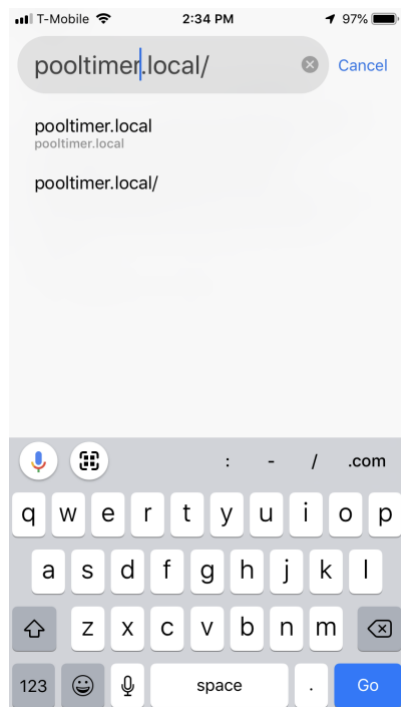 T-Mobile 2:34 PM 97%
pooltimer.local/ Cancel
pooltimer.local
pooltimer.local
pooltimer.local/
: - / .com
q w e r t y u i o p
a s d f g h j k l
z x c v b n m
123 space . Go